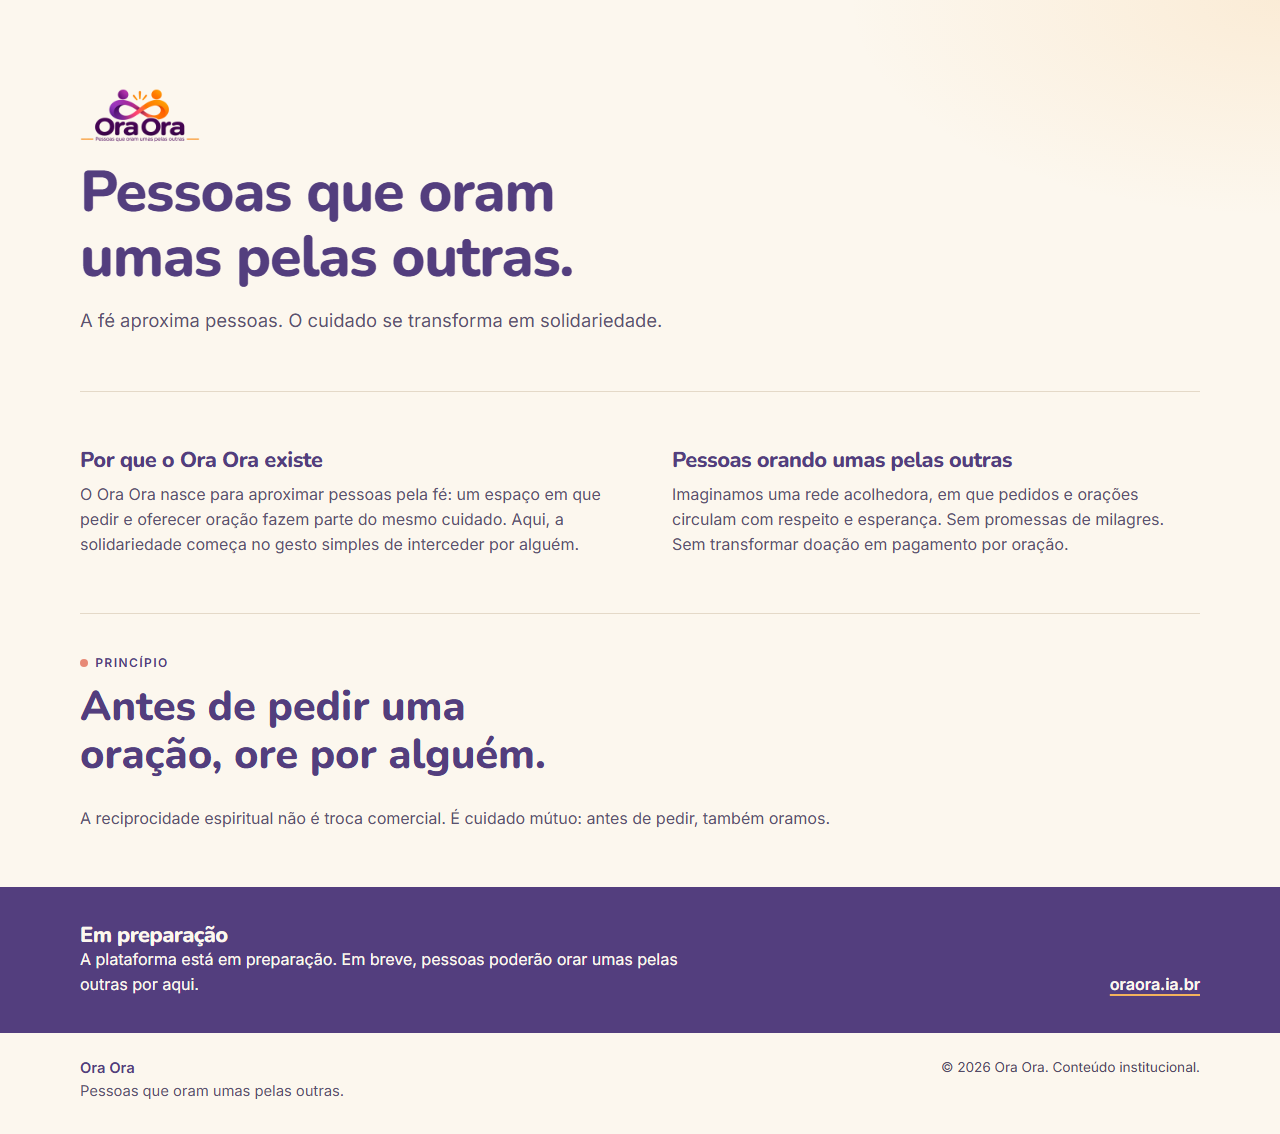 Ora Ora
Pessoas que oram umas pelas outras
Pessoas que oram
umas pelas outras.
A fé aproxima pessoas. O cuidado se transforma em solidariedade.
Por que o Ora Ora existe
O Ora Ora nasce para aproximar pessoas pela fé: um espaço em que
pedir e oferecer oração fazem parte do mesmo cuidado. Aqui, a
solidariedade começa no gesto simples de interceder por alguém.
Pessoas orando umas pelas outras
Imaginamos uma rede acolhedora, em que pedidos e orações
circulam com respeito e esperança. Sem promessas de milagres.
Sem transformar doação em pagamento por oração.
PRINCÍPIO
Antes de pedir uma
oração, ore por alguém.
A reciprocidade espiritual não é troca comercial. É cuidado mútuo: antes de pedir, também oramos.
Em preparação
A plataforma está em preparação. Em breve, pessoas poderão orar umas pelas
outras por aqui.
oraora.ia.br
Ora Ora
Pessoas que oram umas pelas outras.
© 2026 Ora Ora. Conteúdo institucional.